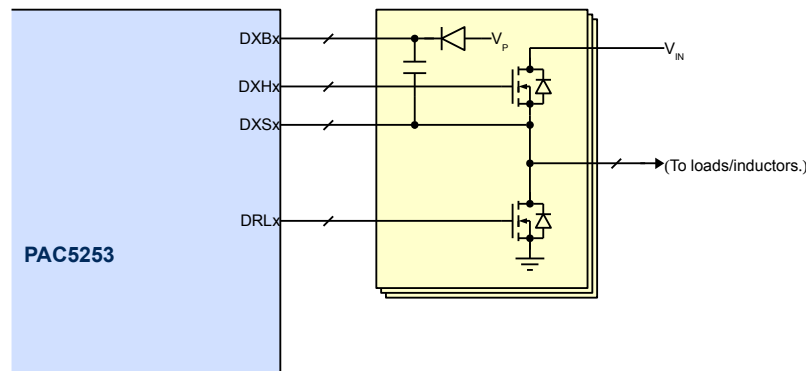 DXBx
V_P
V_IN
DXHx
DXSx
(To loads/inductors.)
DRLx
PAC5253